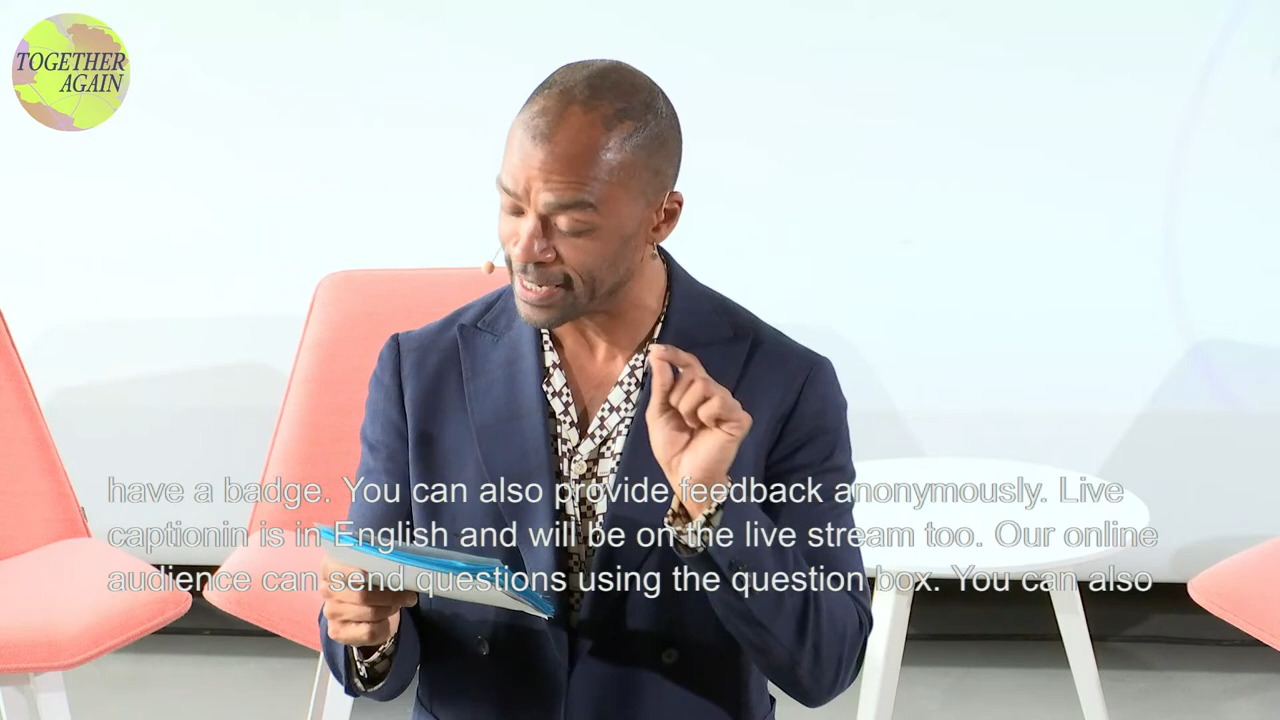 TOGETHER
AGAIN
have a badge. You can also provide feedback anonymously. Live
captionin is in English and will be on the live stream too. Our online
audience can send questions using the question box. You can also